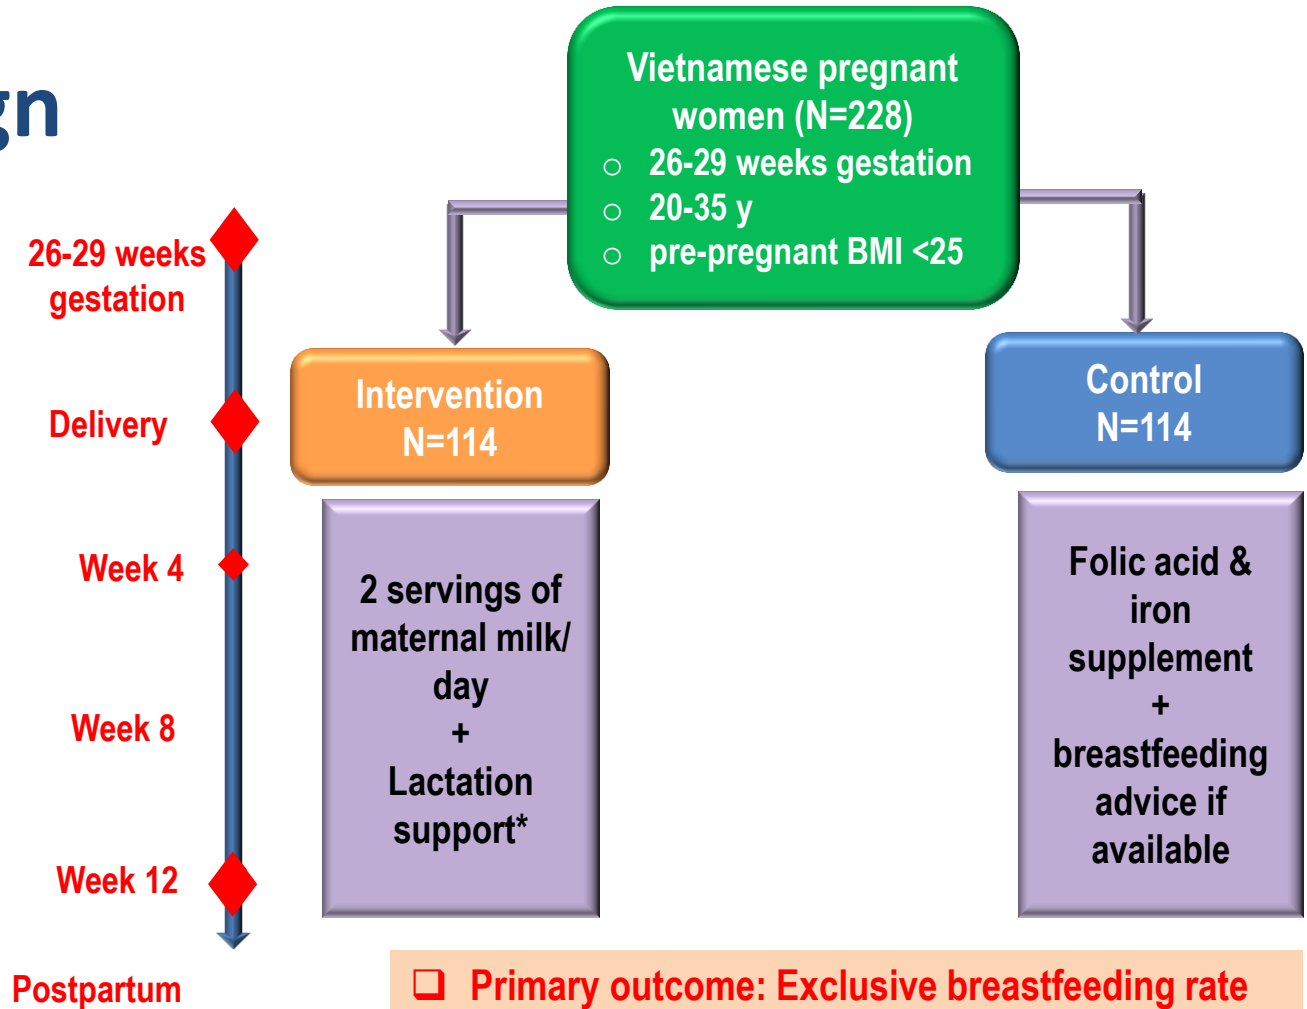 gn
Vietnamese pregnant
women (N=228)
○ 26-29 weeks gestation
○ 20-35 y
○ pre-pregnant BMI <25
26-29 weeks
gestation
Delivery
Week 4
Week 8
Week 12
Postpartum
Intervention
N=114
Control
N=114
2 servings of
maternal milk/
day
+
Lactation
support*
Folic acid &
iron
supplement
+
breastfeeding
advice if
available
❑ Primary outcome: Exclusive breastfeeding rate